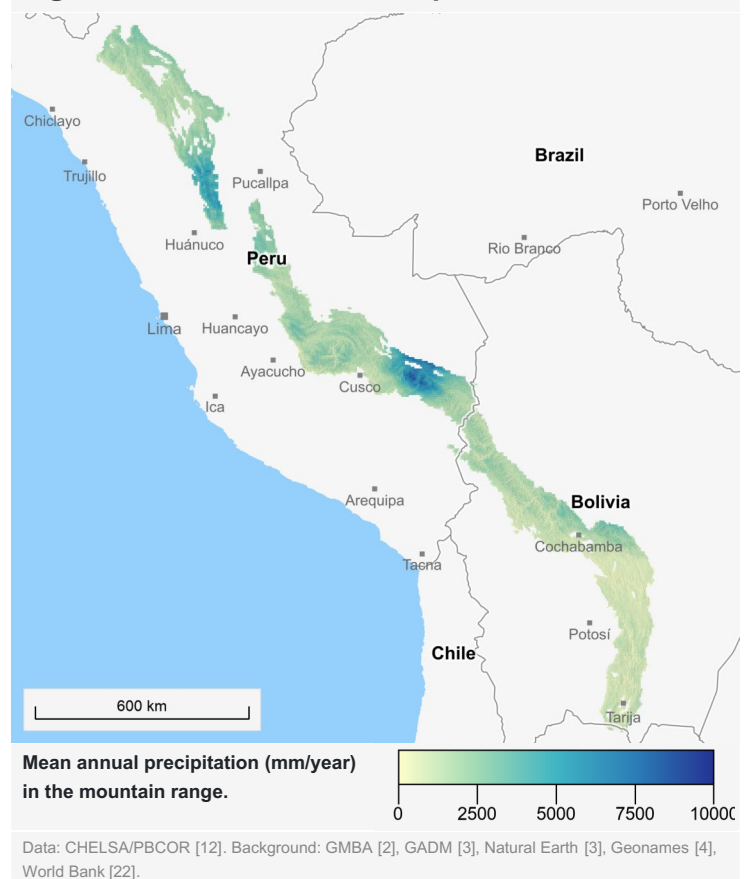 Chiclayo
Brazil
Trujillo
Pucallpa
Porto Velho
Huánuco
Rio Branco
Peru
Lima
Huancayo
Ayacucho
Cusco
Ica
Arequipa
Bolivia
Cochabamba
Tacna
Potosí
Chile
600 km
Tarija
Mean annual precipitation (mm/year)
in the mountain range.
0 2500 5000 7500 10000
Data: CHELSA/PBCOR [12]. Background: GMBA [2], GADM [3], Natural Earth [3], Geonames [4],
World Bank [22].